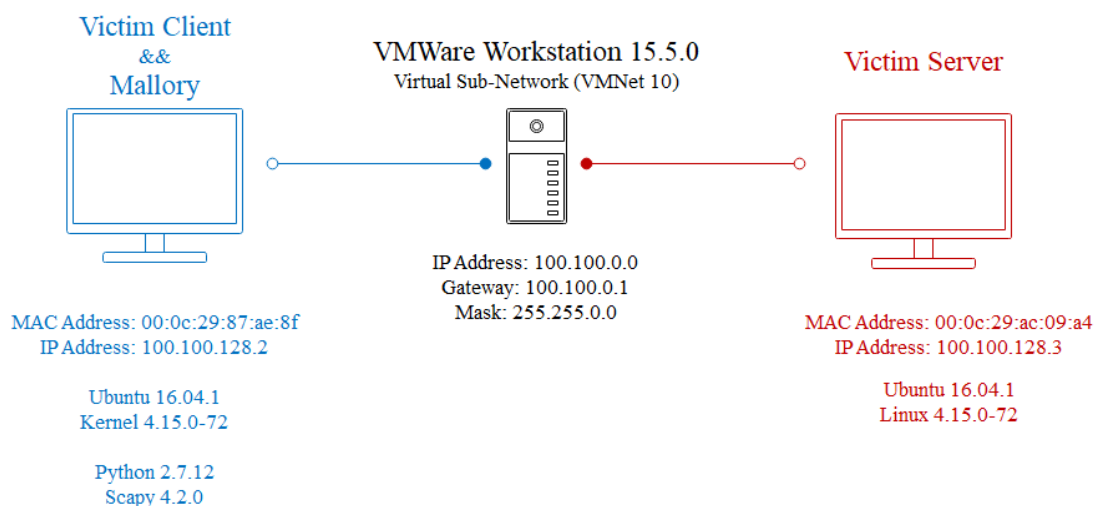 Victim Client
&&
Mallory
MAC Address: 00:0c:29:87:ae:8f
IP Address: 100.100.128.2
Ubuntu 16.04.1
Kernel 4.15.0-72
Python 2.7.12
Scapy 4.2.0
VMWare Workstation 15.5.0
Virtual Sub-Network (VMNet 10)
IP Address: 100.100.0.0
Gateway: 100.100.0.1
Mask: 255.255.0.0
Victim Server
MAC Address: 00:0c:29:ac:09:a4
IP Address: 100.100.128.3
Ubuntu 16.04.1
Linux 4.15.0-72